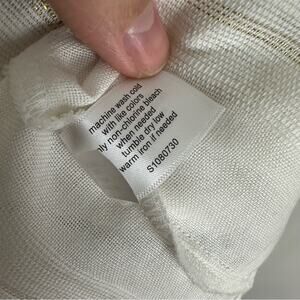 machine wash cold
with like colors
only non-chlorine bleach
when needed
tumble dry low
warm iron if needed
S1080730